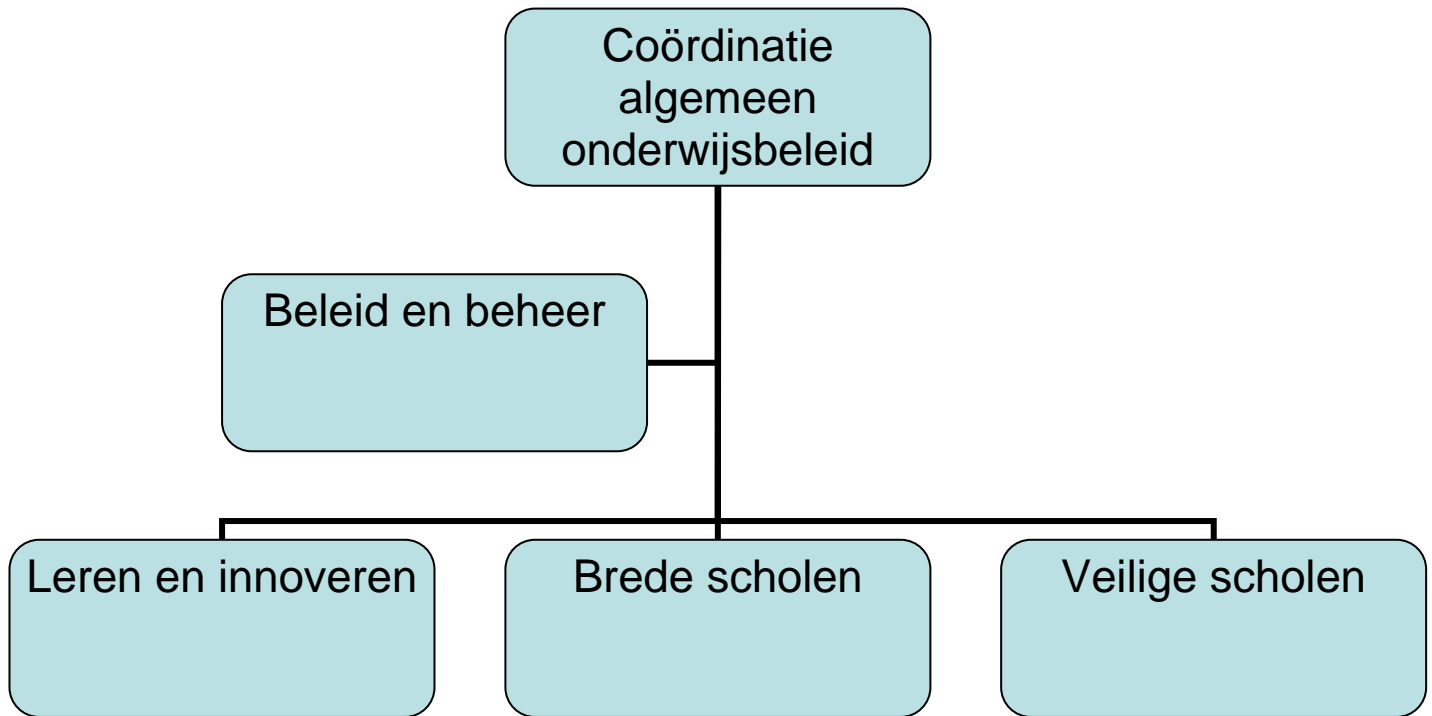 Coördinatie
algemeen
onderwijsbeleid
Beleid en beheer
Leren en innoveren
Brede scholen
Veilige scholen